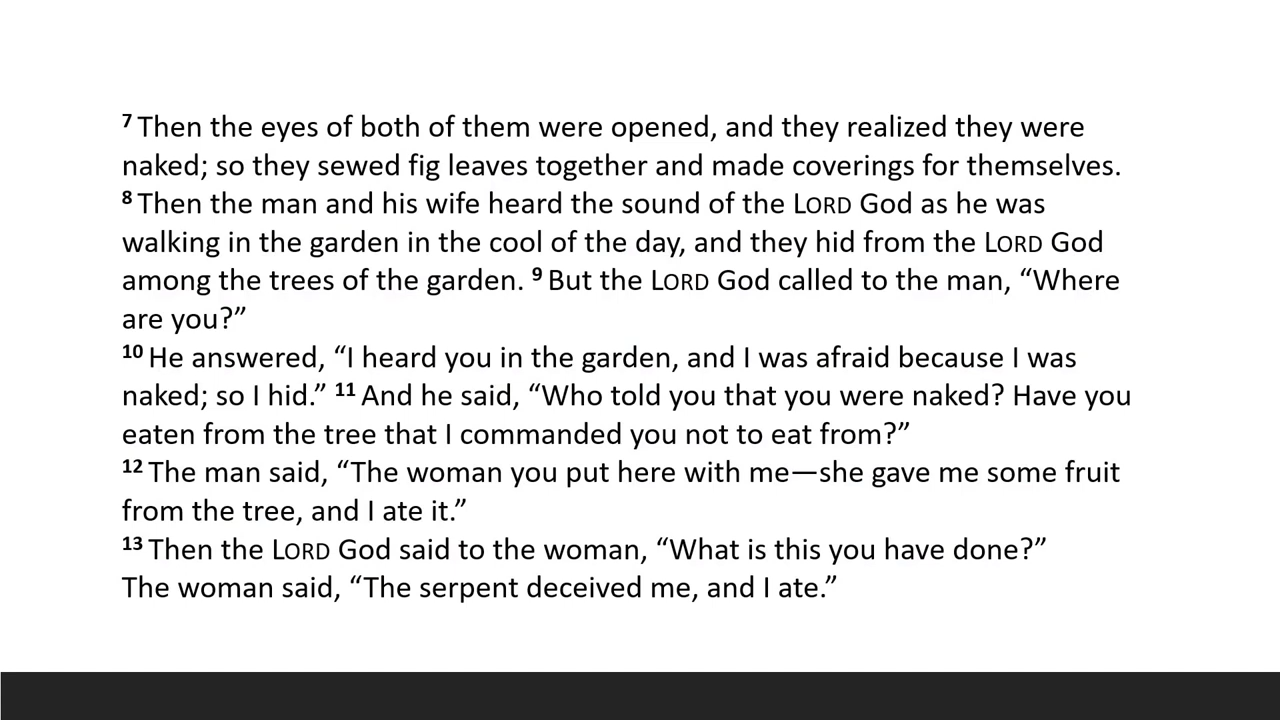 7 Then the eyes of both of them were opened, and they realized they were
naked; so they sewed fig leaves together and made coverings for themselves.
8 Then the man and his wife heard the sound of the LORD God as he was
walking in the garden in the cool of the day, and they hid from the LORD God
among the trees of the garden. 9 But the LORD God called to the man, “Where
are you?”
10 He answered, “I heard you in the garden, and I was afraid because I was
naked; so I hid.” 11 And he said, “Who told you that you were naked? Have you
eaten from the tree that I commanded you not to eat from?”
12 The man said, “The woman you put here with me—she gave me some fruit
from the tree, and I ate it.”
13 Then the LORD God said to the woman, “What is this you have done?”
The woman said, “The serpent deceived me, and I ate.”